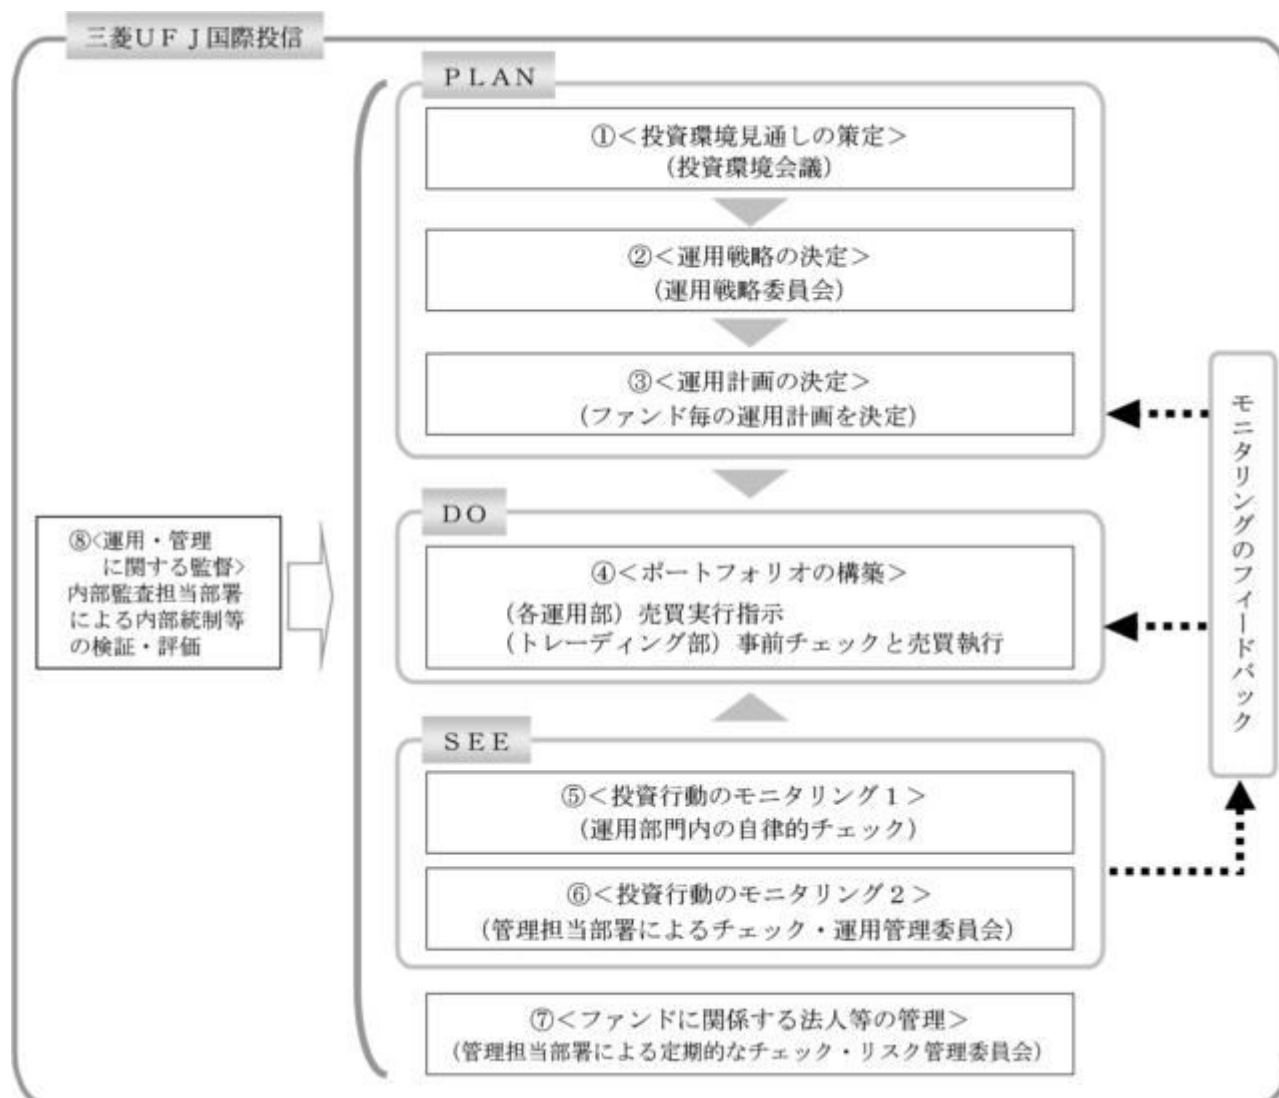 三菱ＵＦＪ国際投信
ＰＬＡＮ
①＜投資環境見通しの策定＞
（投資環境会議）
②＜運用戦略の決定＞
（運用戦略委員会）
③＜運用計画の決定＞
（ファンド毎の運用計画を決定）
ＤＯ
④＜ポートフォリオの構築＞
（各運用部）売買実行指示
（トレーディング部）事前チェックと売買執行
ＳＥＥ
⑤＜投資行動のモニタリング１＞
（運用部門内の自律的チェック）
⑥＜投資行動のモニタリング２＞
（管理担当部署によるチェック・運用管理委員会）
⑦＜ファンドに関係する法人等の管理＞
（管理担当部署による定期的なチェック・リスク管理委員会）
⑧<運用・管理
に関する監督>
内部監査担当部署
による内部統制等
の検証・評価
モニタリングのフィードバック